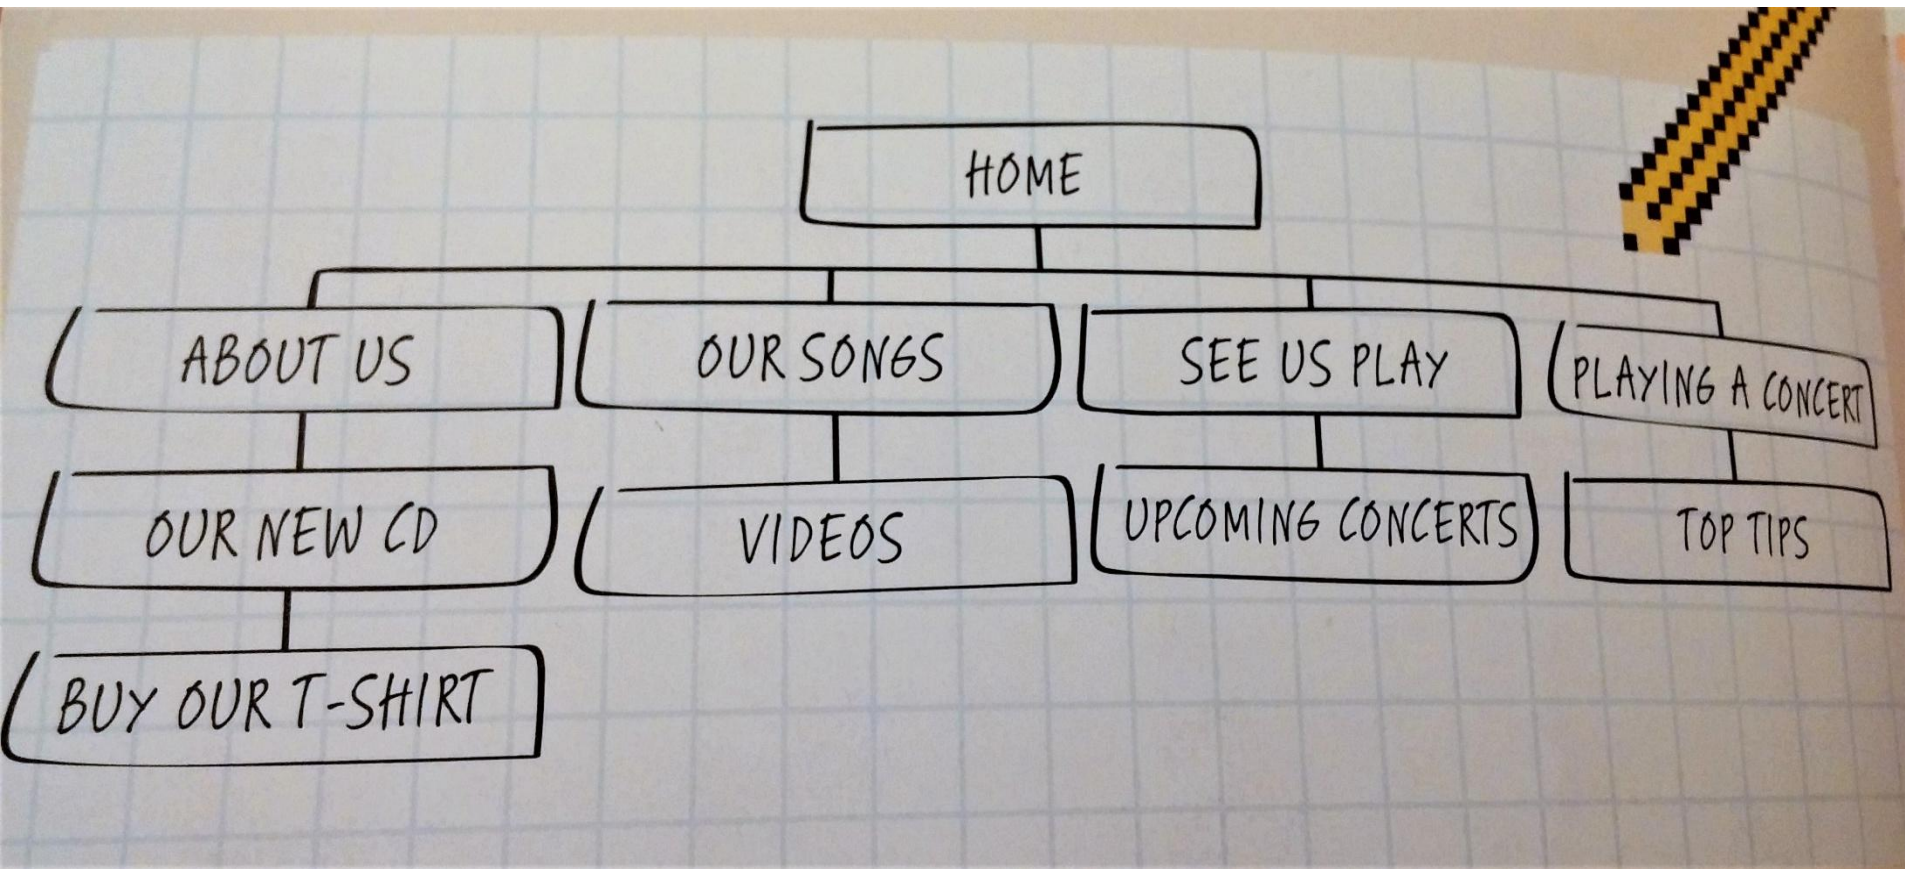 HOME
ABOUT US
OUR SONGS
SEE US PLAY
PLAYING A CONCERT
OUR NEW CD
VIDEOS
UPCOMING CONCERTS
TOP TIPS
BUY OUR T-SHIRT